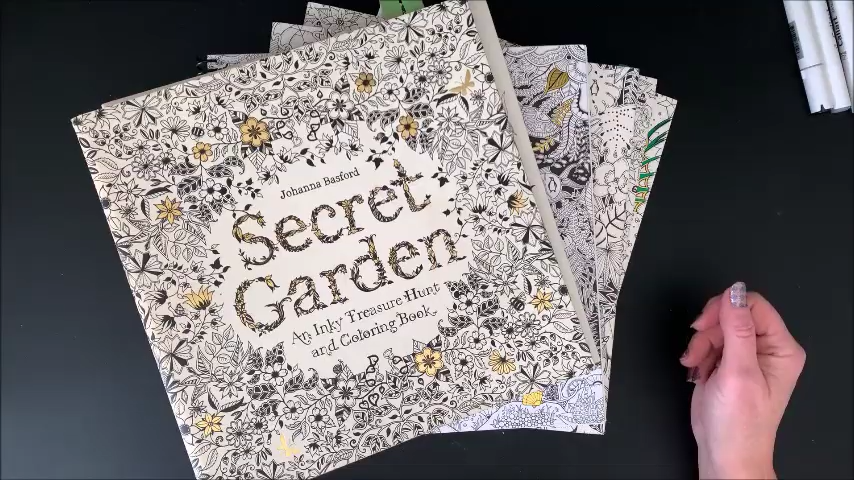 Johanna Basford
Secret
Garden
An Inky Treasure Hunt
and Coloring Book